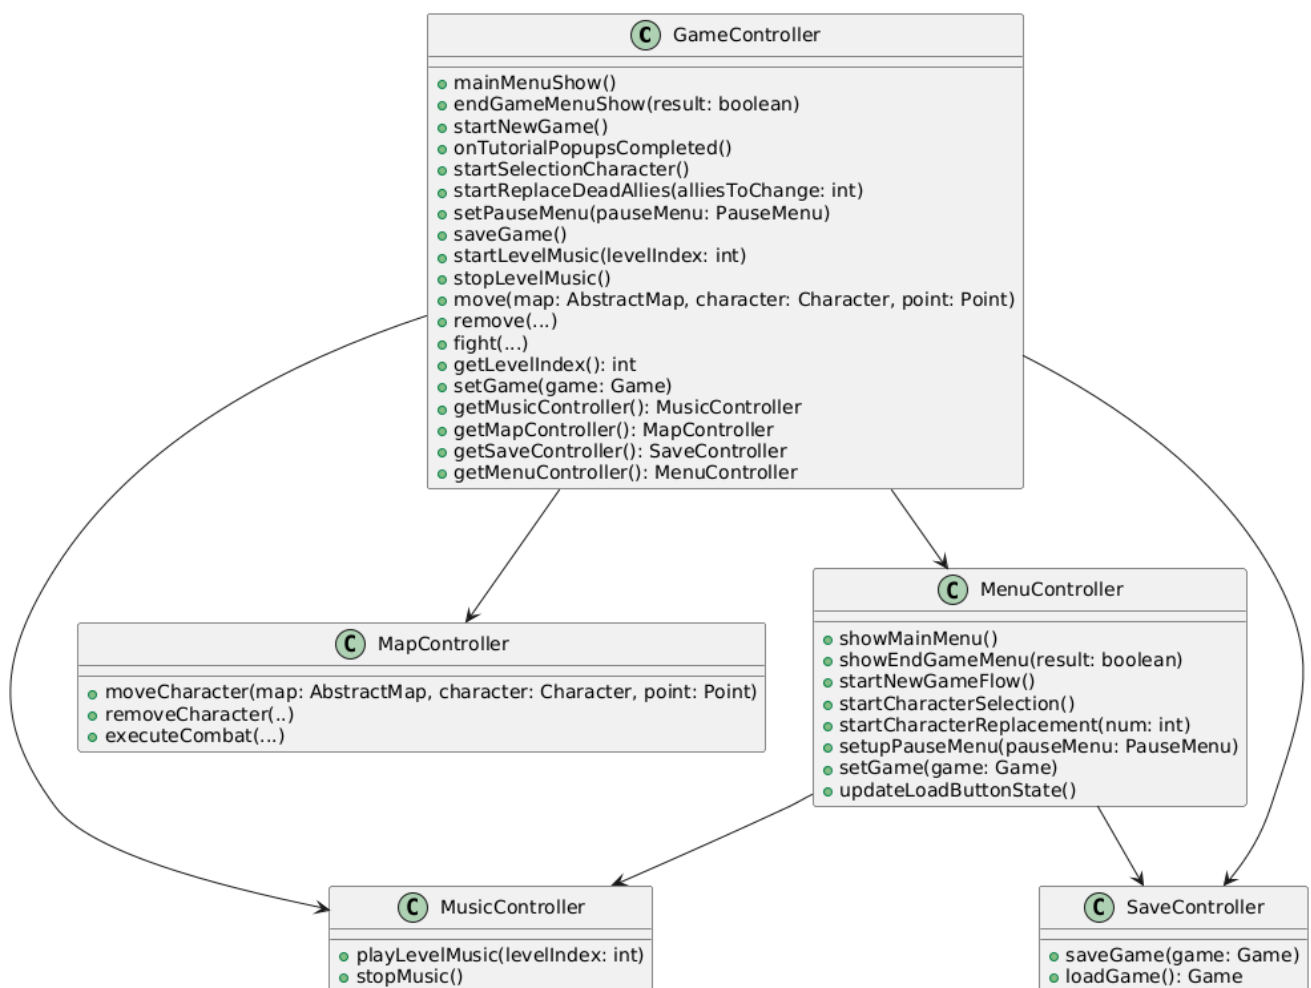 C GameController
mainMenuShow()
endGameMenuShow(result: boolean)
startNewGame()
onTutorialPopupsCompleted()
startSelectionCharacter()
startReplaceDeadAllies(alliesToChange: int)
setPauseMenu(pauseMenu: PauseMenu)
saveGame()
startLevelMusic(levelIndex: int)
stopLevelMusic()
move(map: AbstractMap, character: Character, point: Point)
remove(...)
fight(...)
getLevelIndex(): int
setGame(game: Game)
getMusicController(): MusicController
getMapController(): MapController
getSaveController(): SaveController
getMenuController(): MenuController
C MapController
moveCharacter(map: AbstractMap, character: Character, point: Point)
removeCharacter(..)
executeCombat(...)
C MenuController
showMainMenu()
showEndGameMenu(result: boolean)
startNewGameFlow()
startCharacterSelection()
startCharacterReplacement(num: int)
setupPauseMenu(pauseMenu: PauseMenu)
setGame(game: Game)
updateLoadButtonState()
C MusicController
playLevelMusic(levelIndex: int)
stopMusic()
C SaveController
saveGame(game: Game)
loadGame(): Game